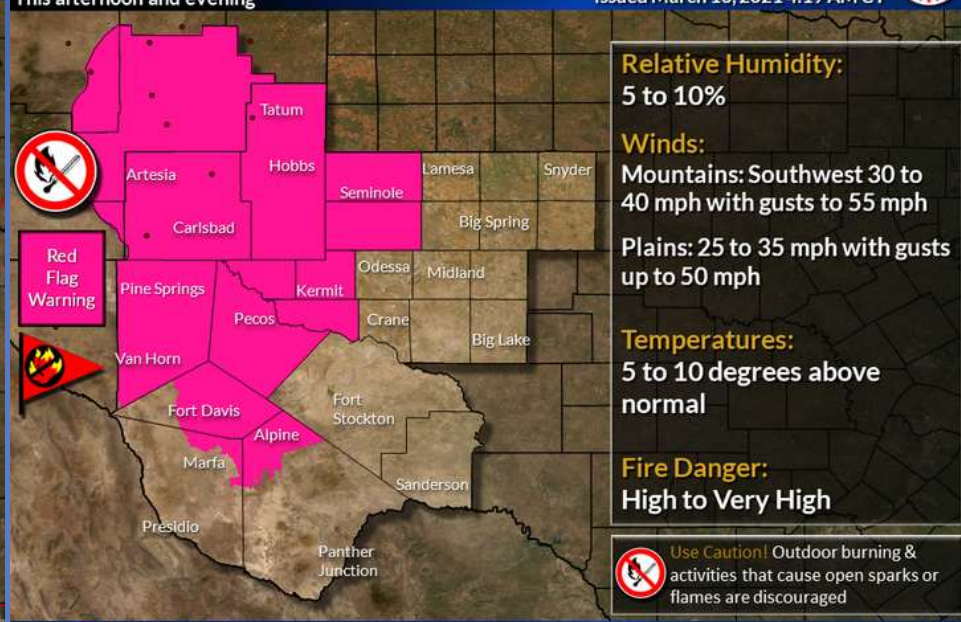 This afternoon and evening
Relative Humidity:
5 to 10%
Winds:
Mountains: Southwest 30 to
40 mph with gusts to 55 mph
Plains: 25 to 35 mph with gusts
up to 50 mph
Temperatures:
5 to 10 degrees above
normal
Fire Danger:
High to Very High
Use Caution! Outdoor burning &
activities that cause open sparks or
flames are discouraged
Tatum
Artesia
Hobbs
Lamesa
Snyder
Seminole
Carlsbad
Big Spring
Red
Flag
Warning
Pine Springs
Kermit
Odessa
Midland
Pecos
Crane
Big Lake
Van Horn
Fort Davis
Fort
Stockton
Alpine
Marfa
Sanderson
Presidio
Panther
Junction